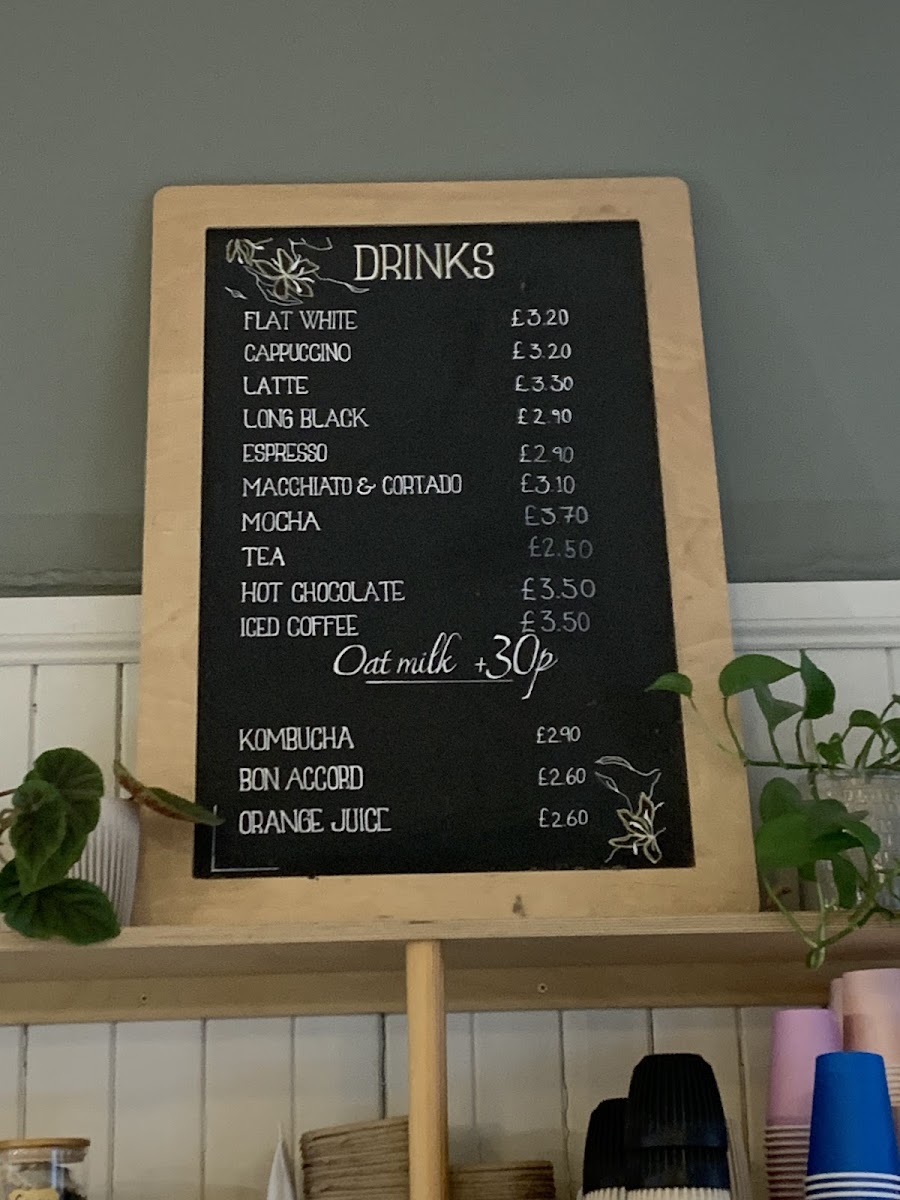 DRINKS
FLAT WHITE £3.20
CAPPUCCINO £3.20
LATTE £3.30
LONG BLACK £2.90
ESPRESSO £2.90
MACCHIATO & CORTADO £3.10
MOCHA £3.70
TEA £2.50
HOT CHOCOLATE £3.50
ICED COFFEE £3.50
Oat milk +30p
KOMBUCHA £2.90
BON ACCORD £2.60
ORANGE JUICE £2.60